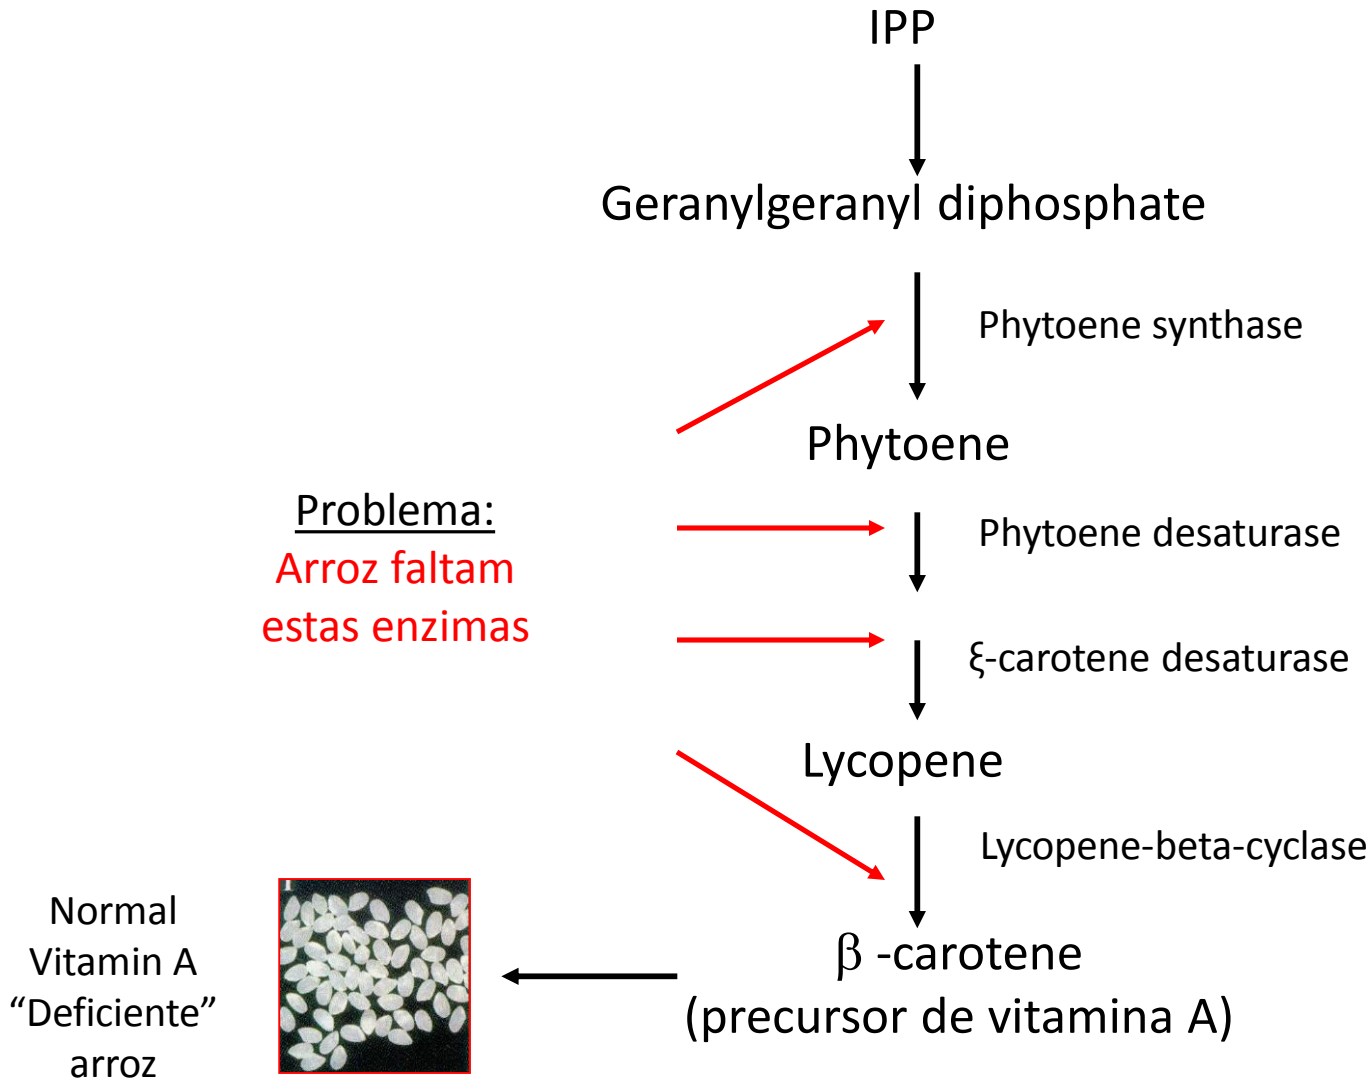 IPP
Geranylgeranyl diphosphate
Phytoene synthase
Phytoene
Problema:
Arroz faltam
estas enzimas
Phytoene desaturase
ξ-carotene desaturase
Lycopene
Lycopene-beta-cyclase
Normal
Vitamin A
“Deficiente”
arroz
β -carotene
(precursor de vitamina A)